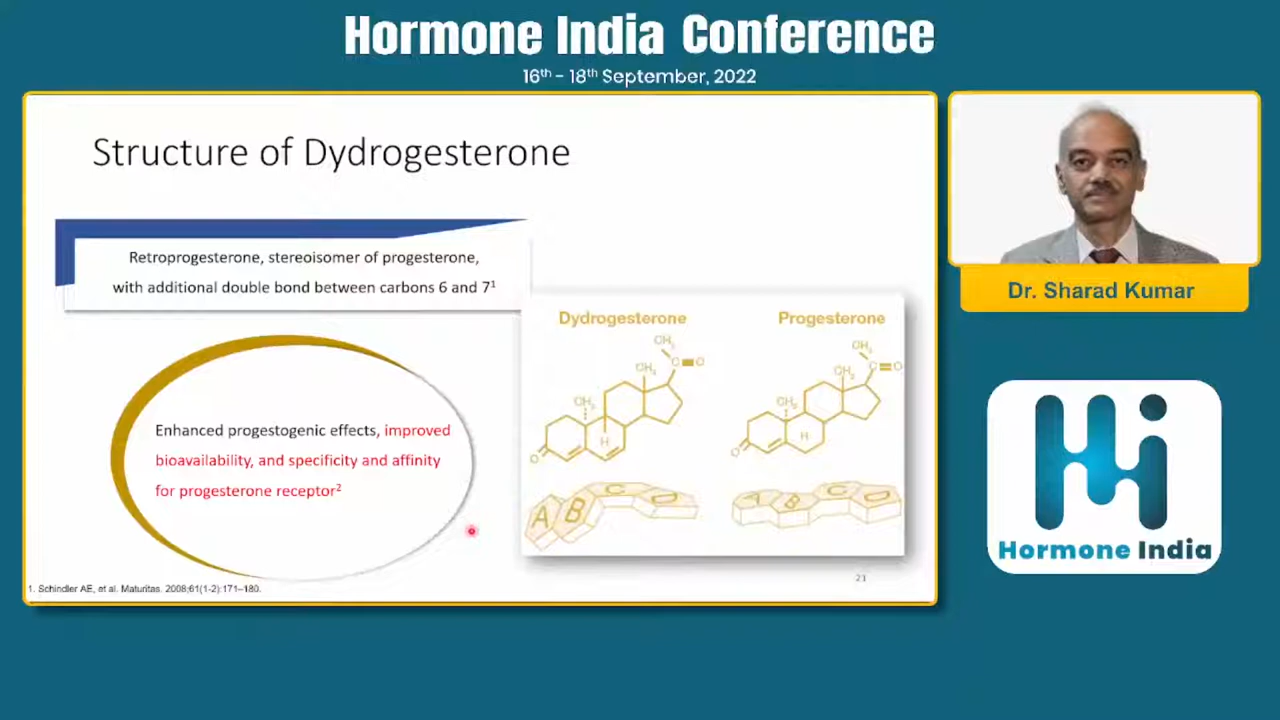 Hormone India Conference
16th - 18th September, 2022
Structure of Dydrogesterone
Retroprogesterone, stereoisomer of progesterone,
with additional double bond between carbons 6 and 7¹
Enhanced progestogenic effects, improved
bioavailability, and specificity and affinity
for progesterone receptor²
Dydrogesterone
CH₃
CH₃
C
O
CH₃
H
O
A B C D
Progesterone
CH₃
CH₃
C
O
CH₃
H
O
A B C D
1. Schindler AE, et al. Maturitas. 2008;61(1-2):171–180.
21
Dr. Sharad Kumar
Hormone India